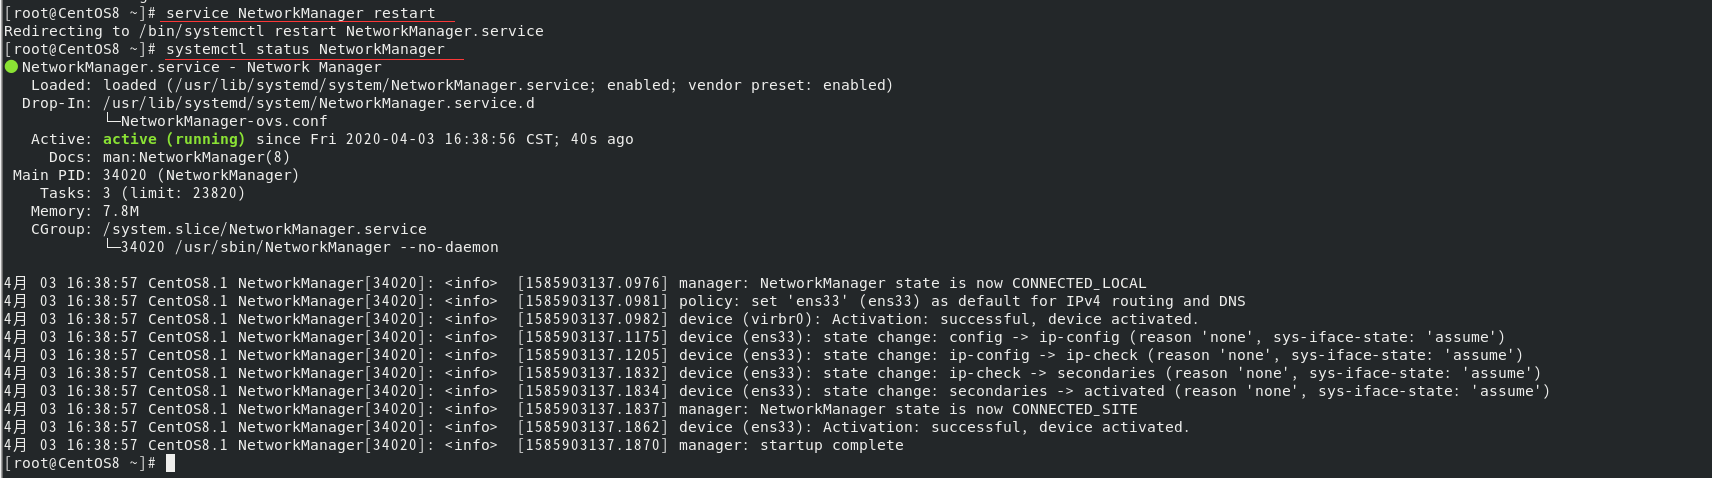 [root@CentOS8 ~]# service NetworkManager restart
Redirecting to /bin/systemctl restart NetworkManager.service
[root@CentOS8 ~]# systemctl status NetworkManager
● NetworkManager.service - Network Manager
   Loaded: loaded (/usr/lib/systemd/system/NetworkManager.service; enabled; vendor preset: enabled)
  Drop-In: /usr/lib/systemd/system/NetworkManager.service.d
           └─NetworkManager-ovs.conf
   Active: active (running) since Fri 2020-04-03 16:38:56 CST; 40s ago
     Docs: man:NetworkManager(8)
 Main PID: 34020 (NetworkManager)
    Tasks: 3 (limit: 23820)
   Memory: 7.8M
   CGroup: /system.slice/NetworkManager.service
           └─34020 /usr/sbin/NetworkManager --no-daemon
4月 03 16:38:57 CentOS8.1 NetworkManager[34020]: <info>  [1585903137.0976] manager: NetworkManager state is now CONNECTED_LOCAL
4月 03 16:38:57 CentOS8.1 NetworkManager[34020]: <info>  [1585903137.0981] policy: set 'ens33' (ens33) as default for IPv4 routing and DNS
4月 03 16:38:57 CentOS8.1 NetworkManager[34020]: <info>  [1585903137.0982] device (virbr0): Activation: successful, device activated.
4月 03 16:38:57 CentOS8.1 NetworkManager[34020]: <info>  [1585903137.1175] device (ens33): state change: config -> ip-config (reason 'none', sys-iface-state: 'assume')
4月 03 16:38:57 CentOS8.1 NetworkManager[34020]: <info>  [1585903137.1205] device (ens33): state change: ip-config -> ip-check (reason 'none', sys-iface-state: 'assume')
4月 03 16:38:57 CentOS8.1 NetworkManager[34020]: <info>  [1585903137.1832] device (ens33): state change: ip-check -> secondaries (reason 'none', sys-iface-state: 'assume')
4月 03 16:38:57 CentOS8.1 NetworkManager[34020]: <info>  [1585903137.1834] device (ens33): state change: secondaries -> activated (reason 'none', sys-iface-state: 'assume')
4月 03 16:38:57 CentOS8.1 NetworkManager[34020]: <info>  [1585903137.1837] manager: NetworkManager state is now CONNECTED_SITE
4月 03 16:38:57 CentOS8.1 NetworkManager[34020]: <info>  [1585903137.1862] device (ens33): Activation: successful, device activated.
4月 03 16:38:57 CentOS8.1 NetworkManager[34020]: <info>  [1585903137.1870] manager: startup complete
[root@CentOS8 ~]#